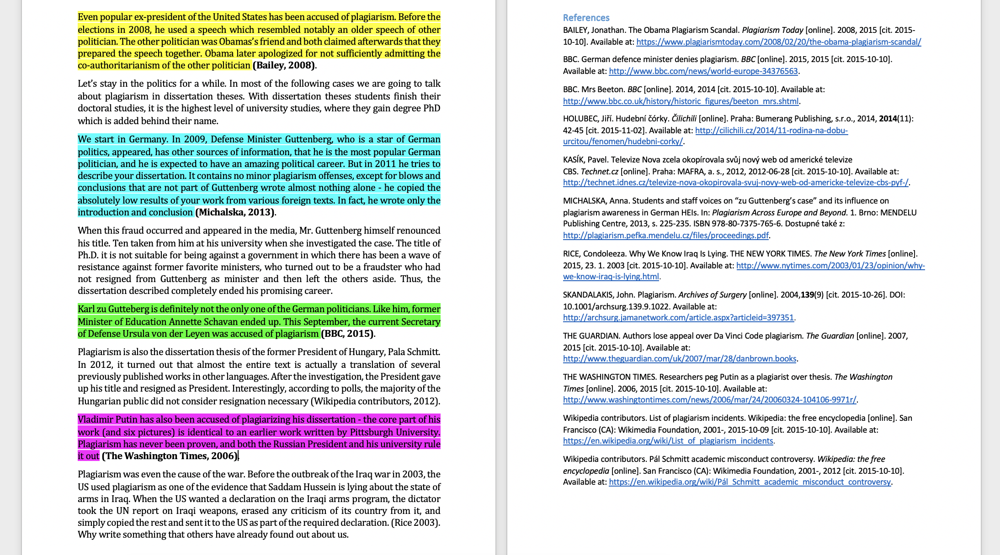 Even popular ex-president of the United States has been accused of plagiarism. Before the
elections in 2008, he used a speech which resembled notably an older speech of other
politician. The other politician was Obamas's friend and both claimed afterwards that they
prepared the speech together. Obama later apologized for not sufficiently admitting the
co-authoritarianism of the other politician (Bailey, 2008).
Let's stay in the politics for a while. In most of the following cases we are going to talk
about plagiarism in dissertation theses. With dissertation theses students finish their
doctoral studies, it is the highest level of university studies, where they gain degree PhD
which is added behind their name.
We start in Germany. In 2009, Defense Minister Guttenberg, who is a star of German
politics, appeared, has other sources of information, that he is the most popular German
politician, and he is expected to have an amazing political career. But in 2011 he tries to
describe your dissertation. It contains no minor plagiarism offenses, except for blows and
conclusions that are not part of Guttenberg wrote almost nothing alone - he copied the
absolutely low results of your work from various foreign texts. In fact, he wrote only the
introduction and conclusion (Michalska, 2013).
When this fraud occurred and appeared in the media, Mr. Guttenberg himself renounced
his title. Ten taken from him at his university when she investigated the case. The title of
Ph.D. it is not suitable for being against a government in which there has been a wave of
resistance against former favorite ministers, who turned out to be a fraudster who had
not resigned from Guttenberg as minister and then left the others aside. Thus, the
dissertation described completely ended his promising career.
Karl zu Gutteberg is definitely not the only one of the German politicians. Like him, former
Minister of Education Annette Schavan ended up. This September, the current Secretary
of Defense Ursula von der Leyen was accused of plagiarism (BBC, 2015).
Plagiarism is also the dissertation thesis of the former President of Hungary, Pala Schmitt.
In 2012, it turned out that almost the entire text is actually a translation of several
previously published works in other languages. After the investigation, the President gave
up his title and resigned as President. Interestingly, according to polls, the majority of the
Hungarian public did not consider resignation necessary (Wikipedia contributors, 2012).
Vladimir Putin has also been accused of plagiarizing his dissertation - the core part of his
work (and six pictures) is identical to an earlier work written by Pittsburgh University.
Plagiarism has never been proven, and both the Russian President and his university rule
it out (The Washington Times, 2006)
Plagiarism was even the cause of the war. Before the outbreak of the Iraq war in 2003, the
US used plagiarism as one of the evidence that Saddam Hussein is lying about the state of
arms in Iraq. When the US wanted a declaration on the Iraqi arms program, the dictator
took the UN report on Iraqi weapons, erased any criticism of its country from it, and
simply copied the rest and sent it to the US as part of the required declaration. (Rice 2003).
Why write something that others have already found out about us.
References
BAILEY, Jonathan. The Obama Plagiarism Scandal. Plagiarism Today [online]. 2008, 2015 [cit. 2015-
10-10]. Available at: https://www.plagiarismtoday.com/2008/02/20/the-obama-plagiarism-scandal/
BBC. German defence minister denies plagiarism. BBC [online]. 2015, 2015 [cit. 2015-10-10].
Available at: http://www.bbc.com/news/world-europe-34376563.
BBC. Mrs Beeton. BBC [online]. 2014, 2014 [cit. 2015-10-10]. Available at:
http://www.bbc.co.uk/history/historic_figures/beeton_mrs.shtml.
HOLUBEC, Jiří. Hudební čórky. Čilichili [online]. Praha: Bumerang Publishing, s.r.o., 2014, 2014(11):
42-45 [cit. 2015-11-02]. Available at: http://cilichili.cz/2014/11-rodina-na-dobu-
urcitou/fenomen/hudebni-corky/.
KASÍK, Pavel. Televize Nova zcela okopírovala svůj nový web od americké televize
CBS. Technet.cz [online]. Praha: MAFRA, a. s., 2012, 2012-06-28 [cit. 2015-10-10]. Available at:
http://technet.idnes.cz/televize-nova-okopirovala-svuj-novy-web-od-americke-televize-cbs-pyf-/.
MICHALSKA, Anna. Students and staff voices on “zu Guttenberg’s case” and its influence on
plagiarism awareness in German HEIs. In: Plagiarism Across Europe and Beyond. 1. Brno: MENDELU
Publishing Centre, 2013, s. 225-235. ISBN 978-80-7375-765-6. Dostupné také z:
http://plagiarism.pefka.mendelu.cz/files/proceedings.pdf.
RICE, Condoleeza. Why We Know Iraq Is Lying. THE NEW YORK TIMES. The New York Times [online].
2015, 23. 1. 2003 [cit. 2015-10-10]. Available at: http://www.nytimes.com/2003/01/23/opinion/why-
we-know-iraq-is-lying.html.
SKANDALAKIS, John. Plagiarism. Archives of Surgery [online]. 2004,139(9) [cit. 2015-10-26]. DOI:
10.1001/archsurg.139.9.1022. Available at:
http://archsurg.jamanetwork.com/article.aspx?articleid=397351.
THE GUARDIAN. Authors lose appeal over Da Vinci Code plagiarism. The Guardian [online]. 2007,
2015 [cit. 2015-10-10]. Available at:
http://www.theguardian.com/uk/2007/mar/28/danbrown.books.
THE WASHINGTON TIMES. Researchers peg Putin as a plagiarist over thesis. The Washington
Times [online]. 2006, 2015 [cit. 2015-10-10]. Available at:
http://www.washingtontimes.com/news/2006/mar/24/20060324-104106-9971r/.
Wikipedia contributors. List of plagiarism incidents. Wikipedia: the free encyclopedia [online]. San
Francisco (CA): Wikimedia Foundation, 2001-, 2015-10-09 [cit. 2015-10-10]. Available at:
https://en.wikipedia.org/wiki/List_of_plagiarism_incidents.
Wikipedia contributors. Pál Schmitt academic misconduct controversy. Wikipedia: the free
encyclopedia [online]. San Francisco (CA): Wikimedia Foundation, 2001-, 2012 [cit. 2015-10-10].
Available at: https://en.wikipedia.org/wiki/Pál_Schmitt_academic_misconduct_controversy.